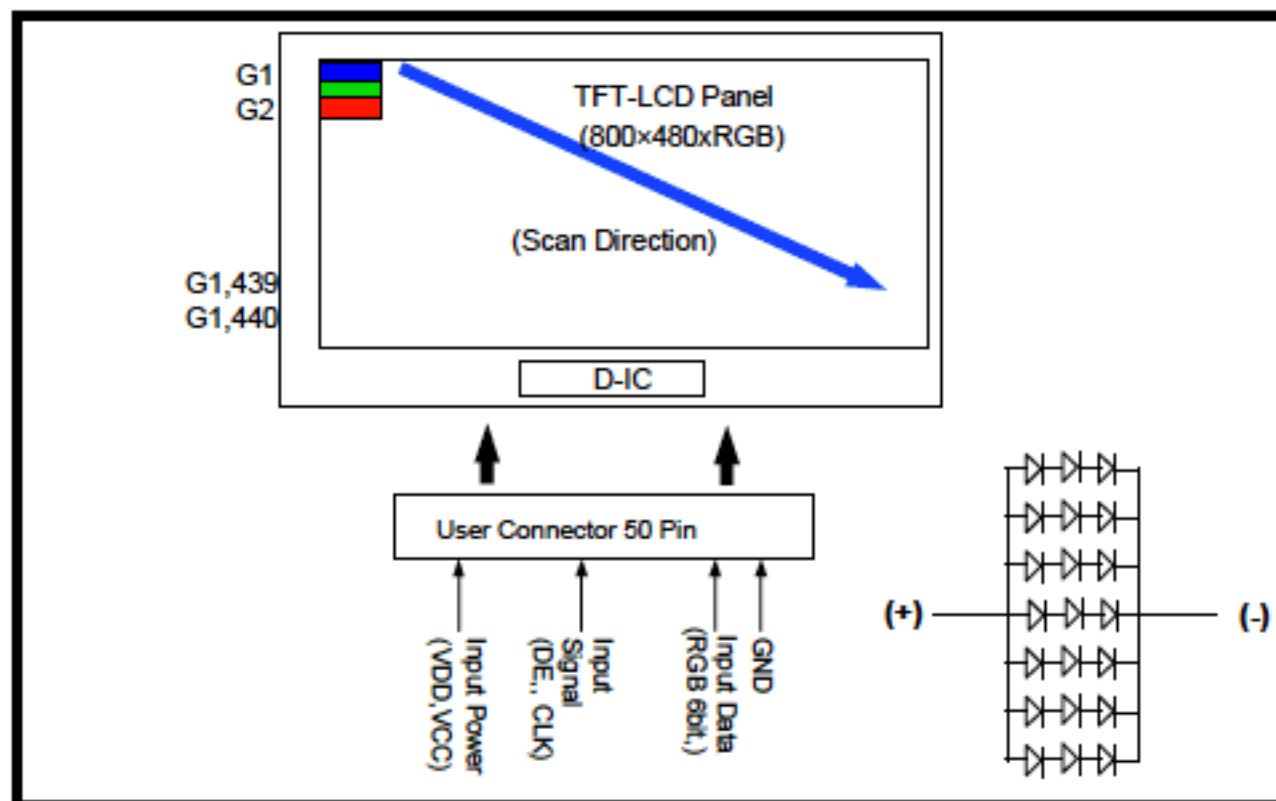 G1
G2
TFT-LCD Panel
(800×480xRGB)
(Scan Direction)
G1,439
G1,440
D-IC
User Connector 50 Pin
Input Power
(VDD,VCC)
Input
Signal
(DE,, CLK)
Input Data
(RGB 6bit,)
GND
(+)
(-)